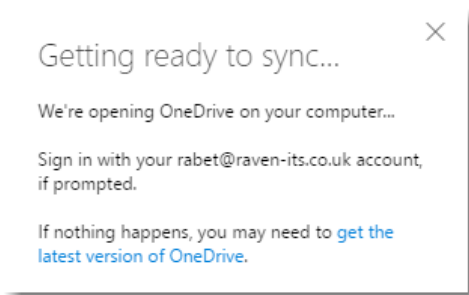 Getting ready to sync...
We're opening OneDrive on your computer...
Sign in with your rabet@raven-its.co.uk account,
if prompted.
If nothing happens, you may need to get the
latest version of OneDrive.